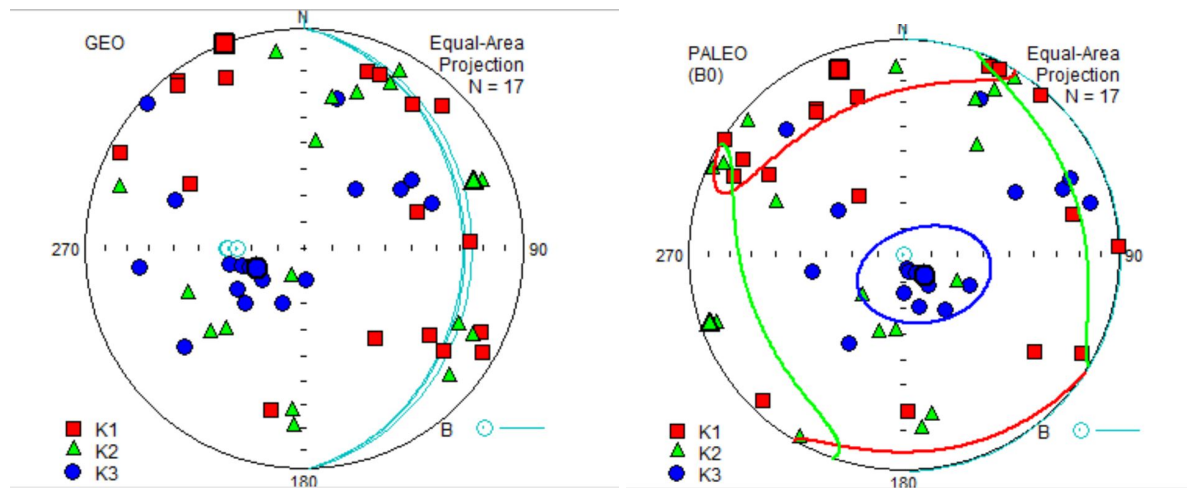 N
GEO
Equal-Area
Projection
N = 17
270
90
B
K1
K2
K3
180
N
PALEO
(B0)
Equal-Area
Projection
N = 17
270
90
B
K1
K2
K3
180